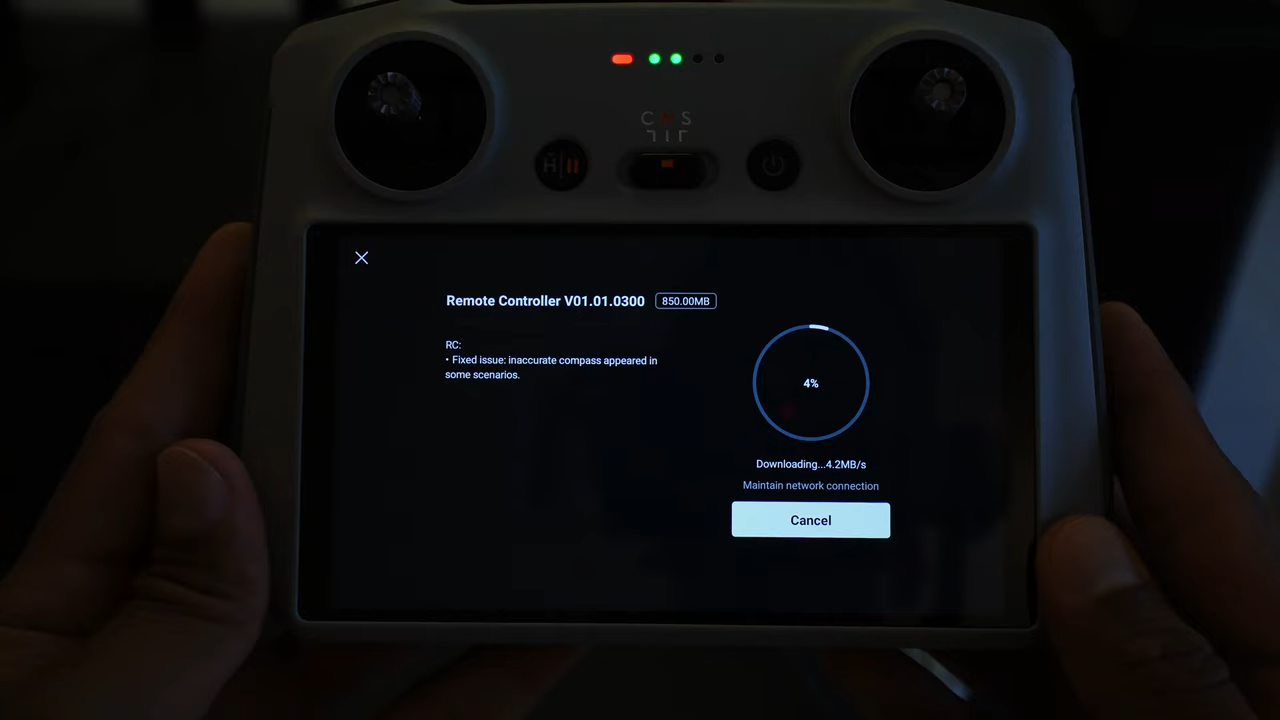 C N S
Remote Controller V01.01.0300 850.00MB
RC:
• Fixed issue: inaccurate compass appeared in
some scenarios.
4%
Downloading...4.2MB/s
Maintain network connection
Cancel